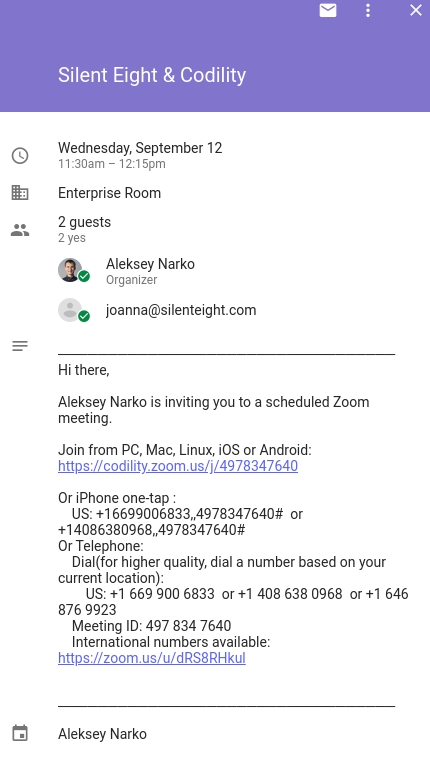 Silent Eight & Codility
Wednesday, September 12
11:30am – 12:15pm
Enterprise Room
2 guests
2 yes
Aleksey Narko
Organizer
joanna@silenteight.com
Hi there,
Aleksey Narko is inviting you to a scheduled Zoom
meeting.
Join from PC, Mac, Linux, iOS or Android:
https://codility.zoom.us/j/4978347640
Or iPhone one-tap :
US: +16699006833,,4978347640#  or
+14086380968,,4978347640#
Or Telephone:
Dial(for higher quality, dial a number based on your
current location):
US: +1 669 900 6833  or +1 408 638 0968  or +1 646
876 9923
Meeting ID: 497 834 7640
International numbers available:
https://zoom.us/u/dRS8RHkul
Aleksey Narko